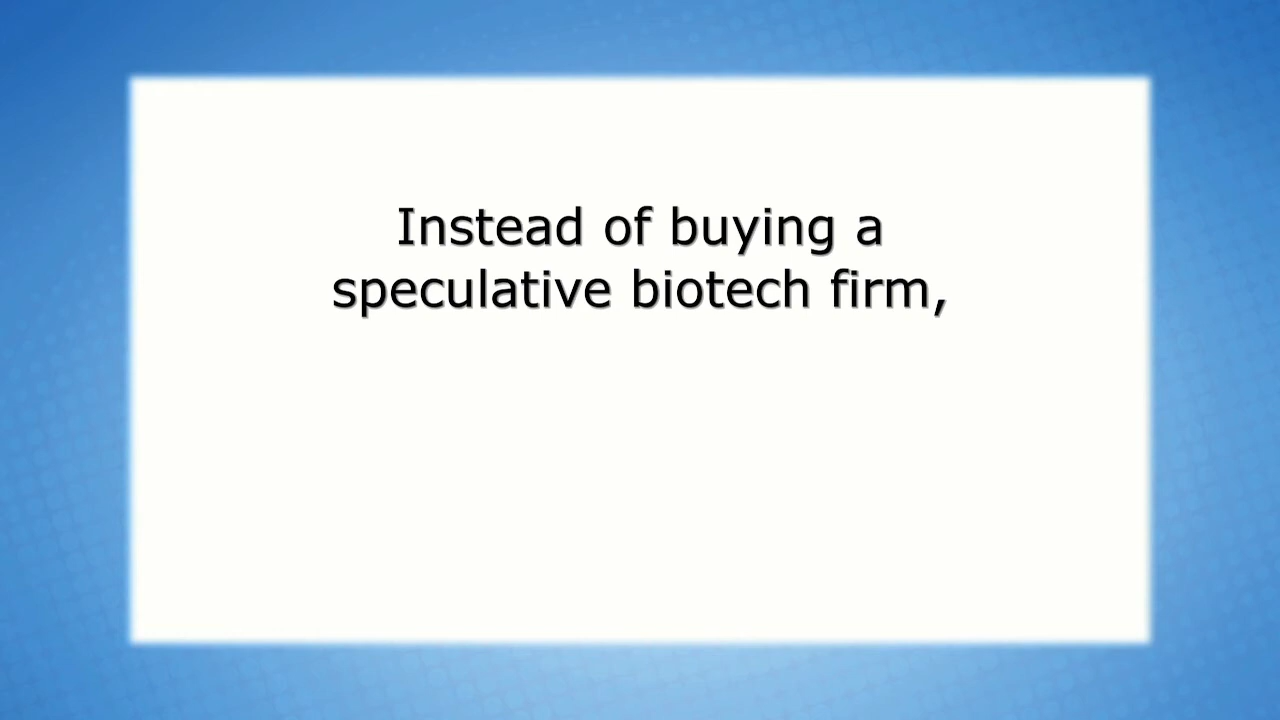 Instead of buying a
speculative biotech firm,